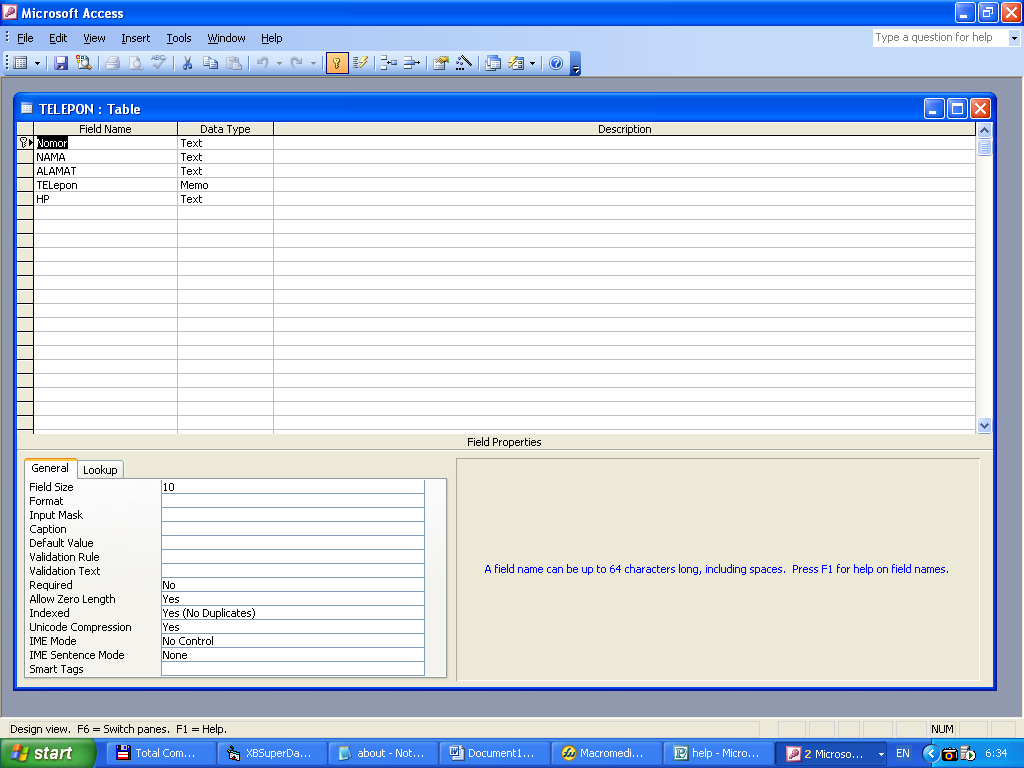 Microsoft Access
File Edit View Insert Tools Window Help
Type a question for help
TELEPON : Table
Field Name Data Type Description
Nomor Text
NAMA Text
ALAMAT Text
TELepon Memo
HP Text
Field Properties
General Lookup
Field Size 10
Format
Input Mask
Caption
Default Value
Validation Rule
Validation Text
Required No
Allow Zero Length Yes
Indexed Yes (No Duplicates)
Unicode Compression Yes
IME Mode No Control
IME Sentence Mode None
Smart Tags
A field name can be up to 64 characters long, including spaces. Press F1 for help on field names.
Design view. F6 = Switch panes. F1 = Help.
NUM
start Total Com... XBSuperDa... about - Not... Document1... Macromedi... help - Micro... 2 Microso... EN 6:34